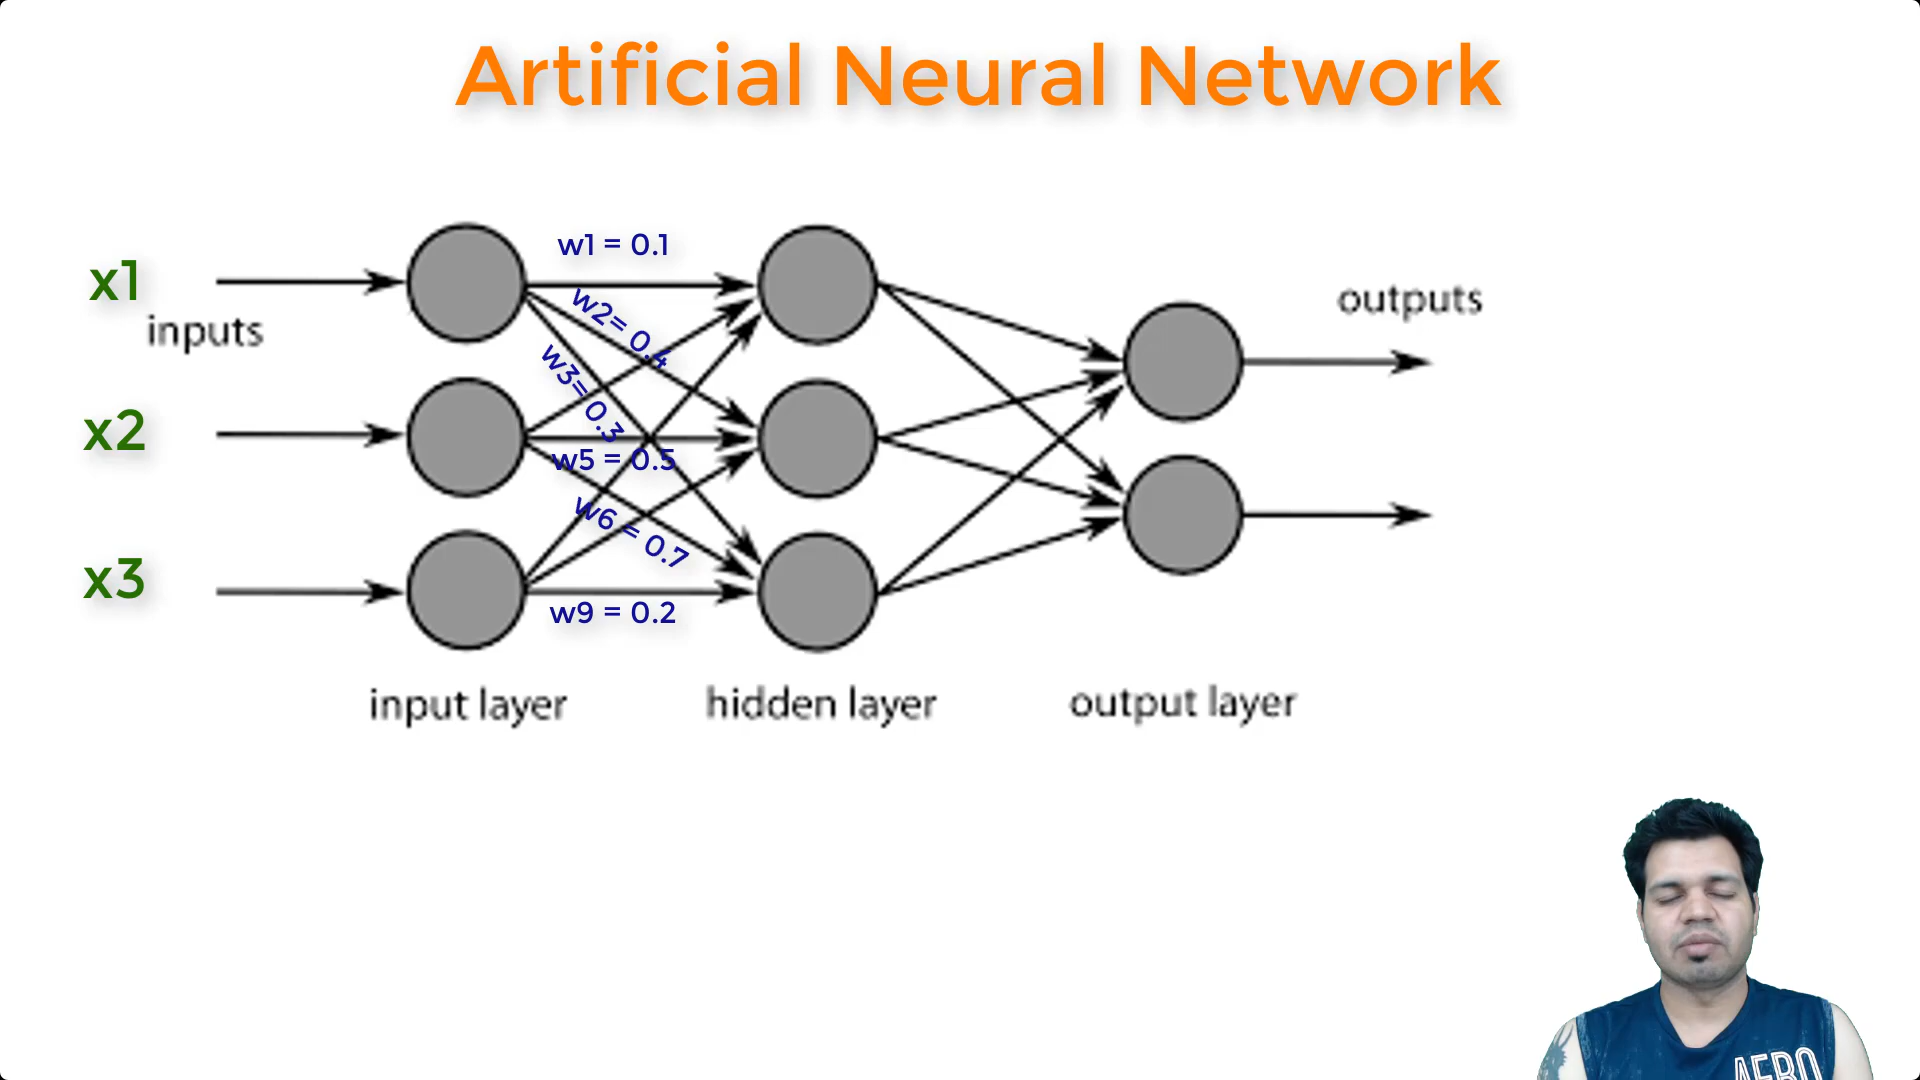 Artificial Neural Network
x1
inputs
x2
x3
w1 = 0.1
w2= 0.4
w3= 0.3
w5 = 0.5
w6 = 0.7
w9 = 0.2
outputs
input layer
hidden layer
output layer